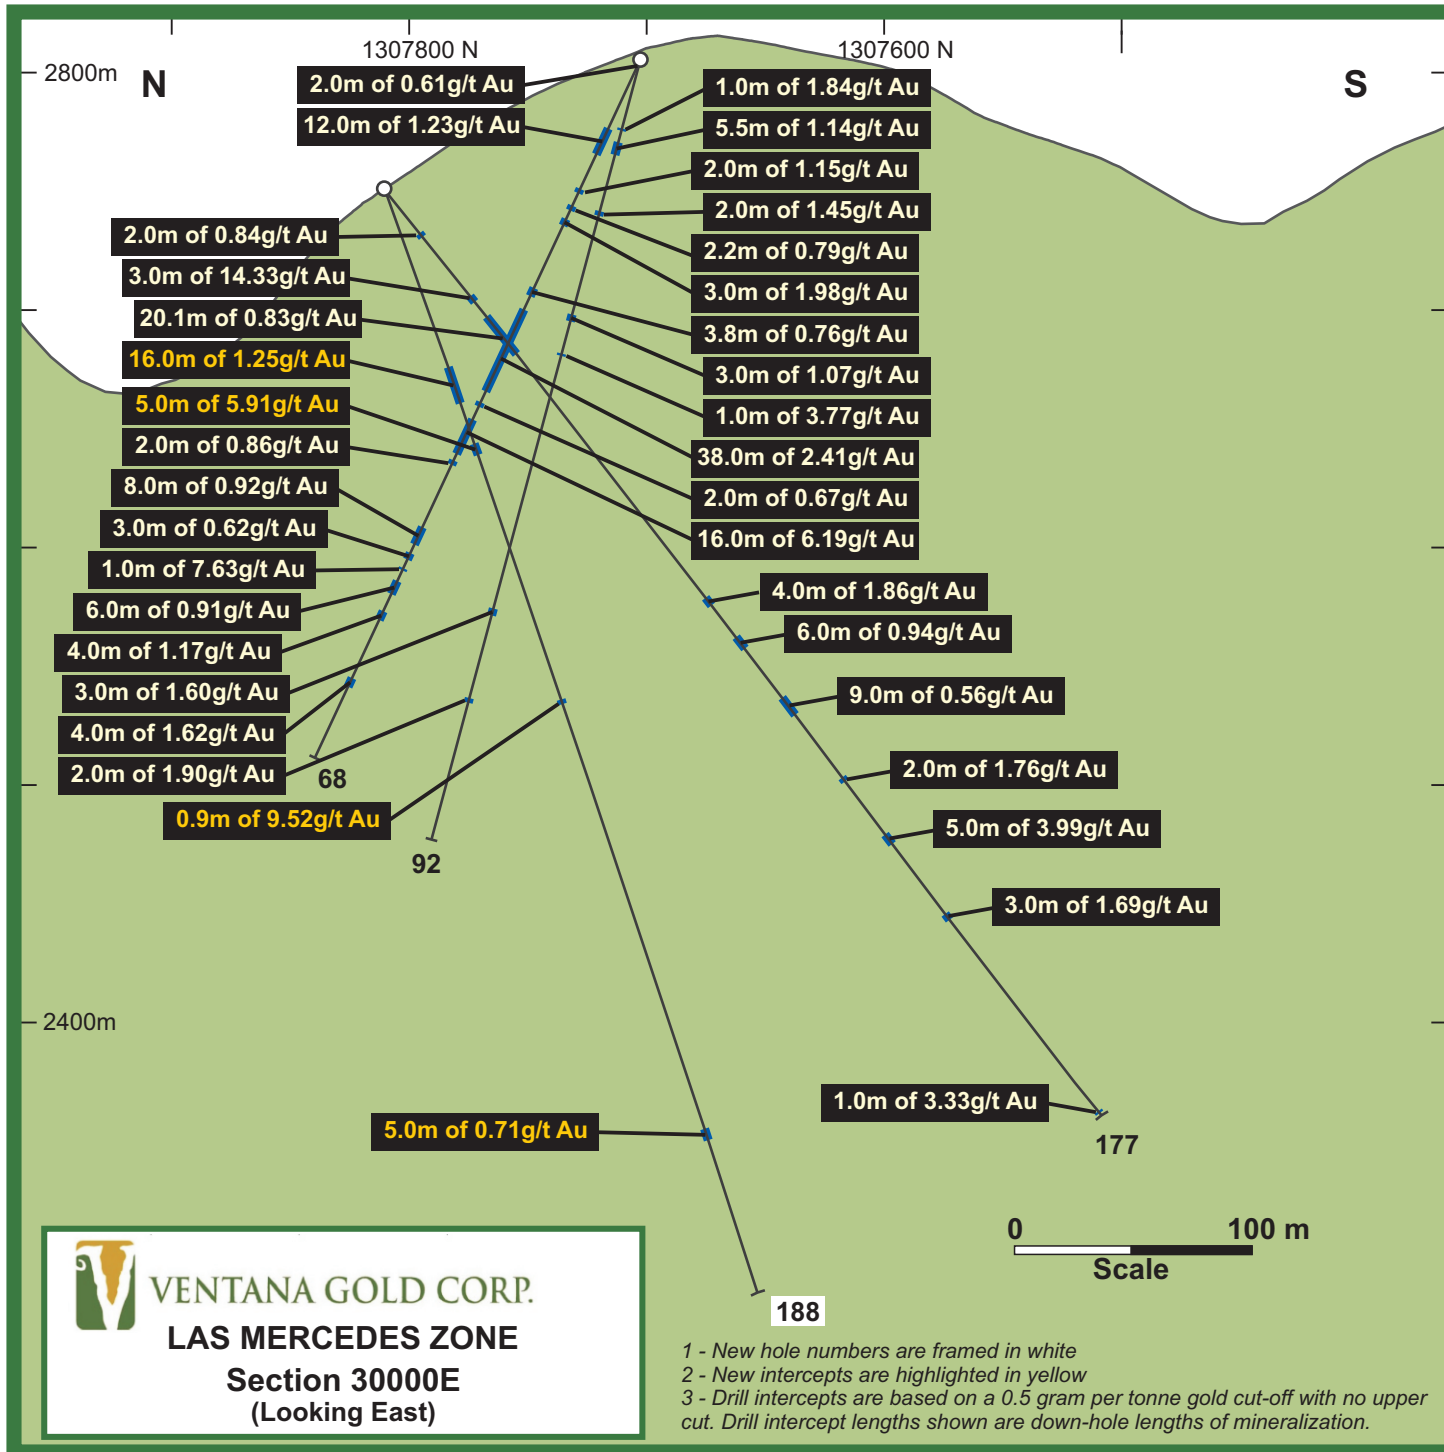 1307800 N
1307600 N
2800m
N
S
2.0m of 0.61g/t Au
12.0m of 1.23g/t Au
1.0m of 1.84g/t Au
5.5m of 1.14g/t Au
2.0m of 1.15g/t Au
2.0m of 1.45g/t Au
2.2m of 0.79g/t Au
3.0m of 1.98g/t Au
3.8m of 0.76g/t Au
3.0m of 1.07g/t Au
1.0m of 3.77g/t Au
38.0m of 2.41g/t Au
2.0m of 0.67g/t Au
16.0m of 6.19g/t Au
2.0m of 0.84g/t Au
3.0m of 14.33g/t Au
20.1m of 0.83g/t Au
16.0m of 1.25g/t Au
5.0m of 5.91g/t Au
2.0m of 0.86g/t Au
8.0m of 0.92g/t Au
3.0m of 0.62g/t Au
1.0m of 7.63g/t Au
6.0m of 0.91g/t Au
4.0m of 1.17g/t Au
3.0m of 1.60g/t Au
4.0m of 1.62g/t Au
2.0m of 1.90g/t Au
0.9m of 9.52g/t Au
68
92
4.0m of 1.86g/t Au
6.0m of 0.94g/t Au
9.0m of 0.56g/t Au
2.0m of 1.76g/t Au
5.0m of 3.99g/t Au
3.0m of 1.69g/t Au
2400m
1.0m of 3.33g/t Au
177
5.0m of 0.71g/t Au
188
0 100 m
Scale
VENTANA GOLD CORP.
LAS MERCEDES ZONE
Section 30000E
(Looking East)
1 - New hole numbers are framed in white
2 - New intercepts are highlighted in yellow
3 - Drill intercepts are based on a 0.5 gram per tonne gold cut-off with no upper
cut. Drill intercept lengths shown are down-hole lengths of mineralization.